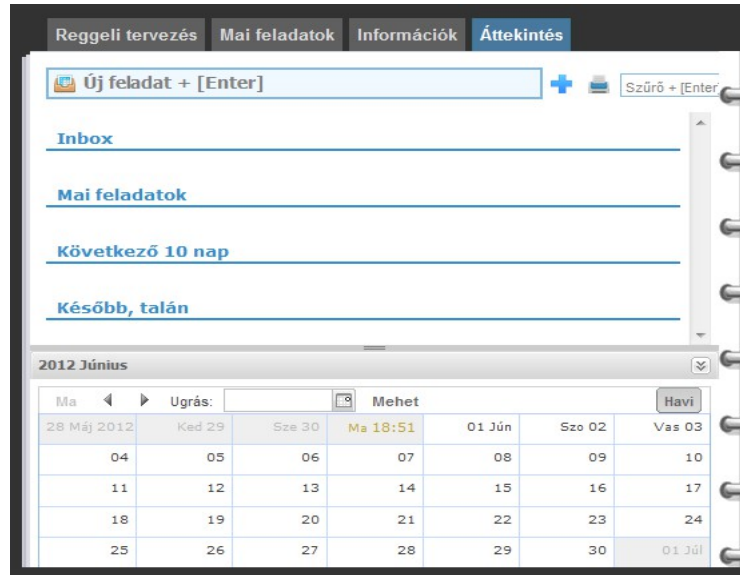 Reggeli tervezés Mai feladatok Információk Áttekintés
Új feladat + [Enter] Szűrő + [Enter
Inbox
Mai feladatok
Következő 10 nap
Később, talán
2012 Június
Ma Ugrás: Mehet Havi
28 Máj 2012 Ked 29 Sze 30 Ma 18:51 01 Jún Szo 02 Vas 03
04 05 06 07 08 09 10
11 12 13 14 15 16 17
18 19 20 21 22 23 24
25 26 27 28 29 30 01 Júl